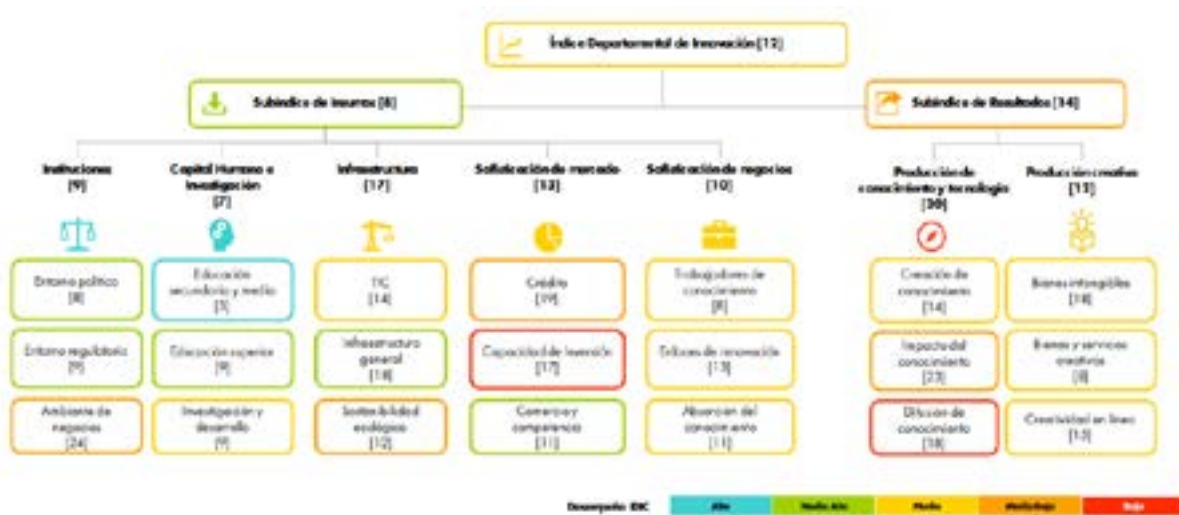 Índice Departamental de Innovación [12]
Subíndice de Insumos [8]
Subíndice de Resultados [14]
Instituciones
[9]
Capital Humano e
Investigación
[7]
Infraestructura
[17]
Sofisticación de mercado
[13]
Sofisticación de negocios
[10]
Producción de
conocimiento y tecnología
[20]
Producción creativa
[12]
Entorno político
[8]
Educación
secundaria y media
TIC
[14]
Crédito
[19]
Trabajadores de
conocimiento
[8]
Creación de
conocimiento
[14]
Bienes intangibles
[18]
Entorno regulatorio
[9]
Educación superior
[9]
Infraestructura
general
[18]
Capacidad de inversión
[17]
Enlaces de innovación
[13]
Impacto del
conocimiento
Bienes y servicios
creativos
[8]
Ambiente de
negocios
[24]
Investigación y
desarrollo
[9]
Sostenibilidad
ecológica
[12]
Comercio y
competencia
[11]
Absorción del
conocimiento
[11]
Difusión de
conocimiento
[18]
Creatividad en línea
[15]
Desempeño IDIC
Alto
Medio Alto
Medio
Medio Bajo
Bajo